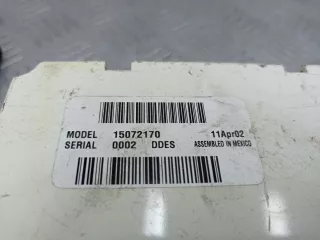 MODEL 15072170 11Apr02
SERIAL 0002 DDES ASSEMBLED IN MEXICO